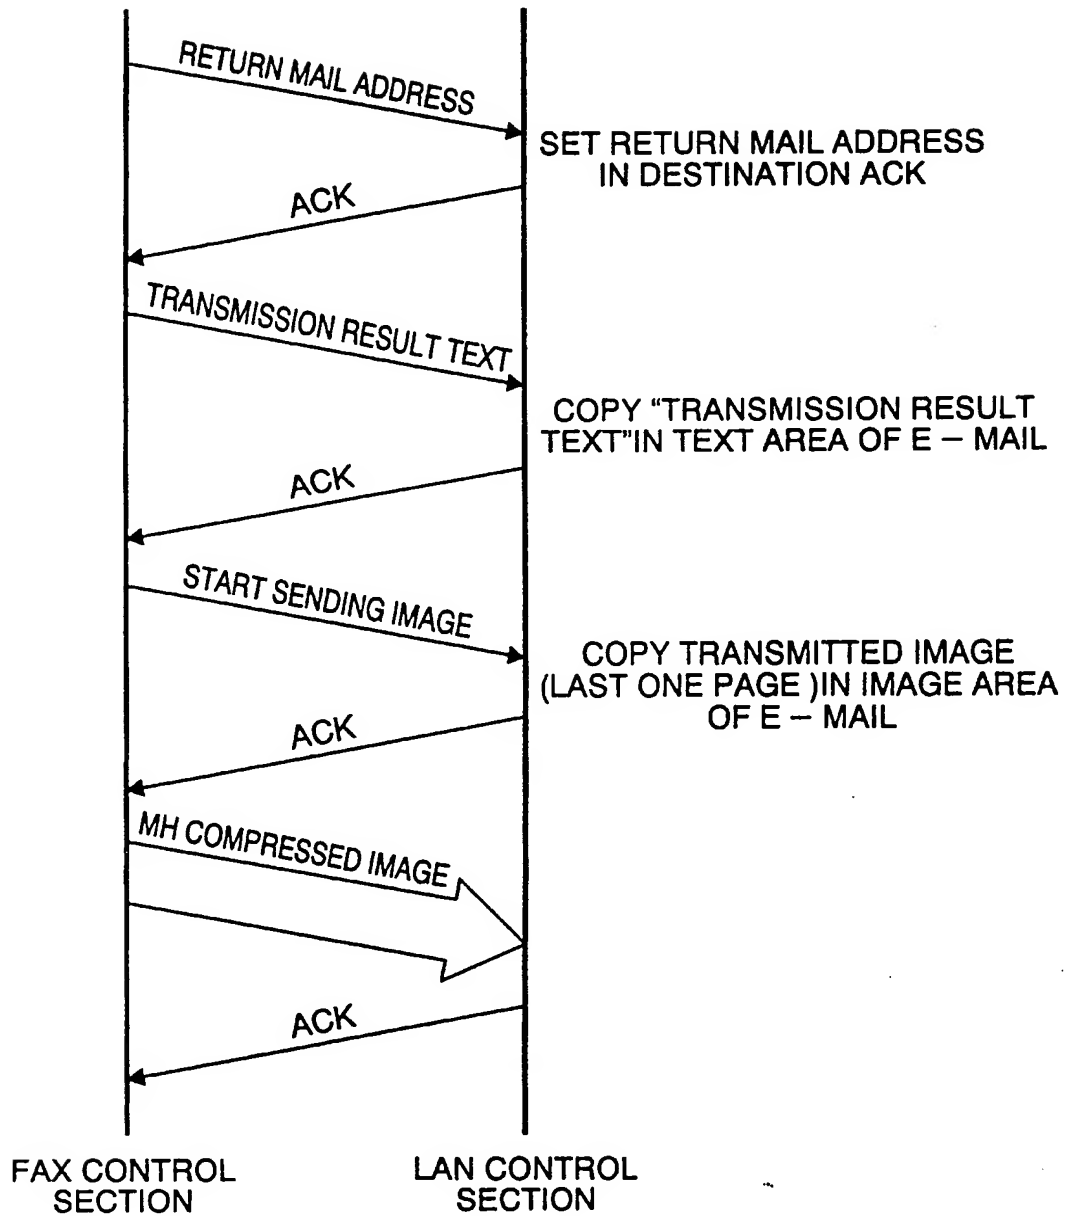 RETURN MAIL ADDRESS
SET RETURN MAIL ADDRESS
IN DESTINATION ACK
ACK
TRANSMISSION RESULT TEXT
COPY “TRANSMISSION RESULT
TEXT”IN TEXT AREA OF E – MAIL
ACK
START SENDING IMAGE
COPY TRANSMITTED IMAGE
(LAST ONE PAGE )IN IMAGE AREA
OF E – MAIL
ACK
MH COMPRESSED IMAGE
ACK
FAX CONTROL
SECTION
LAN CONTROL
SECTION